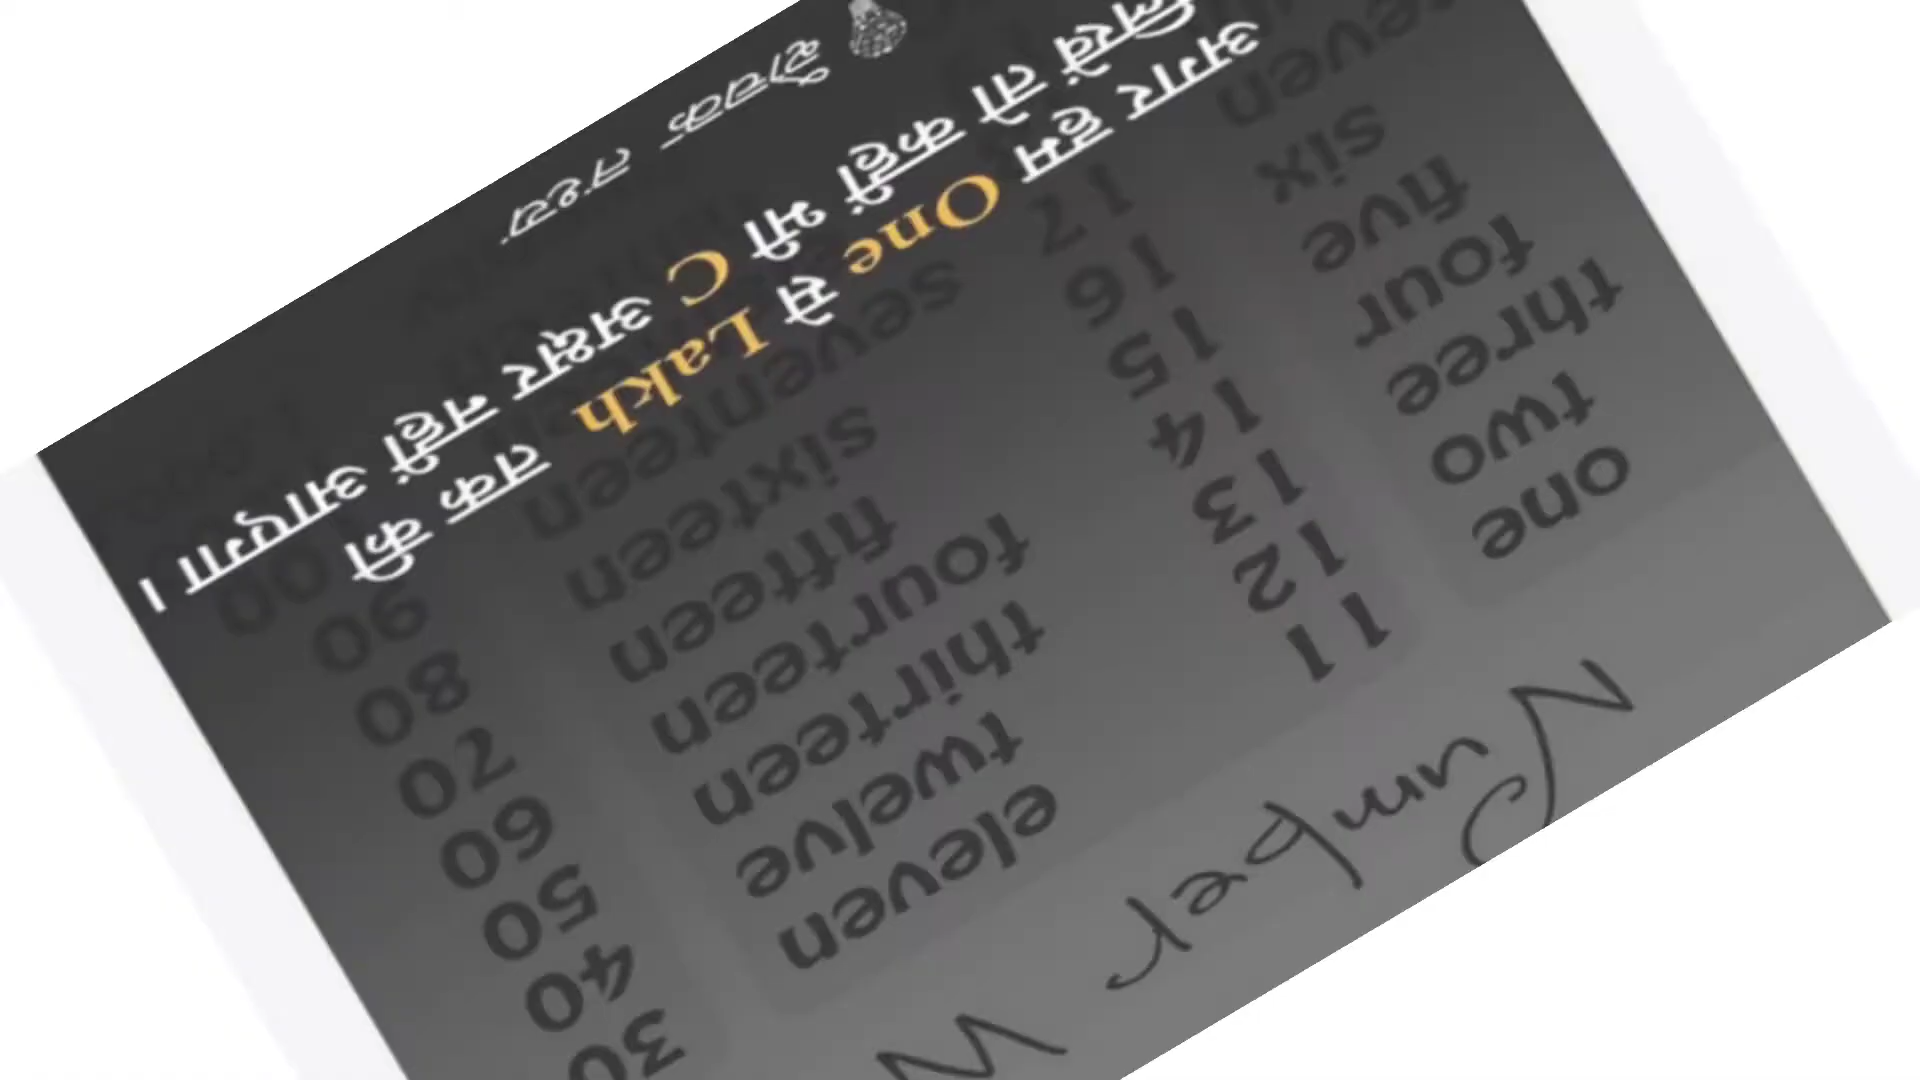 Number
one 11 eleven 30
two 12 twelve 40
three 13 thirteen 50
four 14 fourteen 60
five 15 fifteen 70
six 16 sixteen 80
seven 17 seventeen 90
100
अगर हम One से Lakh तक की
लिखें तो कहीं भी C अक्षर नहीं आएगा ।